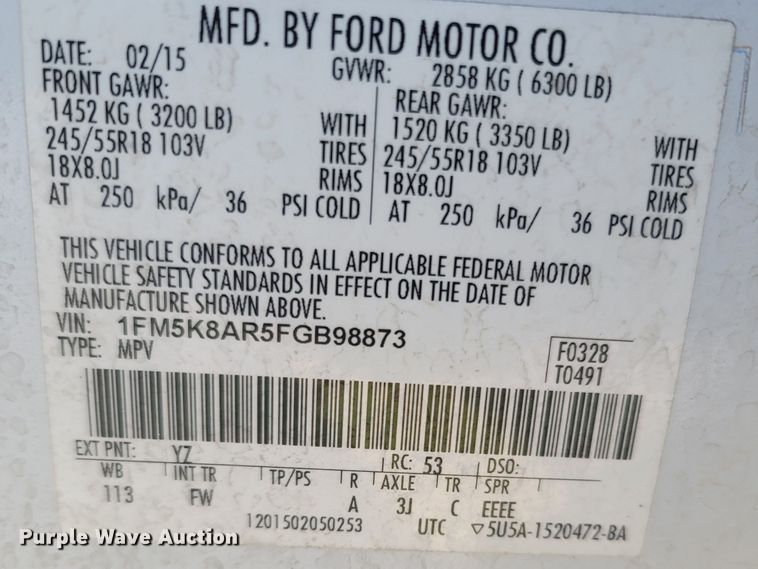 MFD. BY FORD MOTOR CO.
DATE: 02/15 GVWR: 2858 KG ( 6300 LB)
FRONT GAWR: REAR GAWR:
1452 KG ( 3200 LB) WITH 1520 KG ( 3350 LB) WITH
245/55R18 103V TIRES 245/55R18 103V TIRES
18X8.0J RIMS 18X8.0J RIMS
AT 250 kPa/ 36 PSI COLD AT 250 kPa/ 36 PSI COLD
THIS VEHICLE CONFORMS TO ALL APPLICABLE FEDERAL MOTOR
VEHICLE SAFETY STANDARDS IN EFFECT ON THE DATE OF
MANUFACTURE SHOWN ABOVE.
VIN: 1FM5K8AR5FGB98873
TYPE: MPV
F0328
T0491
EXT PNT: YZ RC: 53 DSO:
WB INT TR TP/PS R AXLE TR SPR
113 FW A 3J C EEEE
1201502050253 UTC ▽5U5A-1520472-BA
Purple Wave Auction